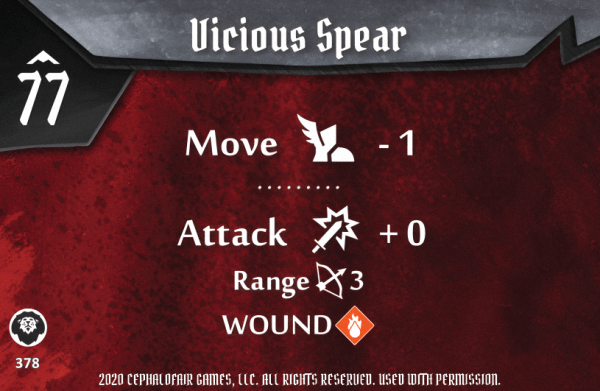 Vicious Spear
77
Move - 1
Attack + 0
Range 3
WOUND
378
2020 CEPHALOFAIR GAMES, LLC. ALL RIGHTS RESERVED. USED WITH PERMISSION.